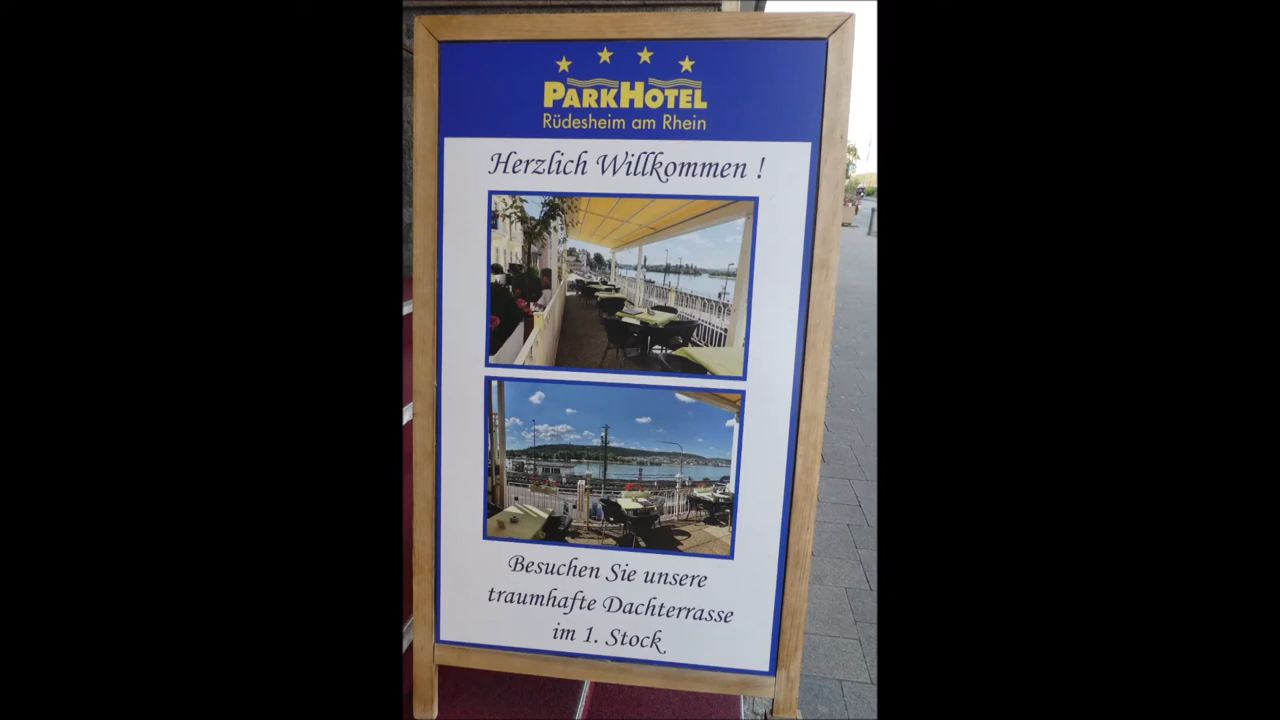 PARKHOTEL
Rüdesheim am Rhein
Herzlich Willkommen !
Besuchen Sie unsere
traumhafte Dachterrasse
im 1. Stock